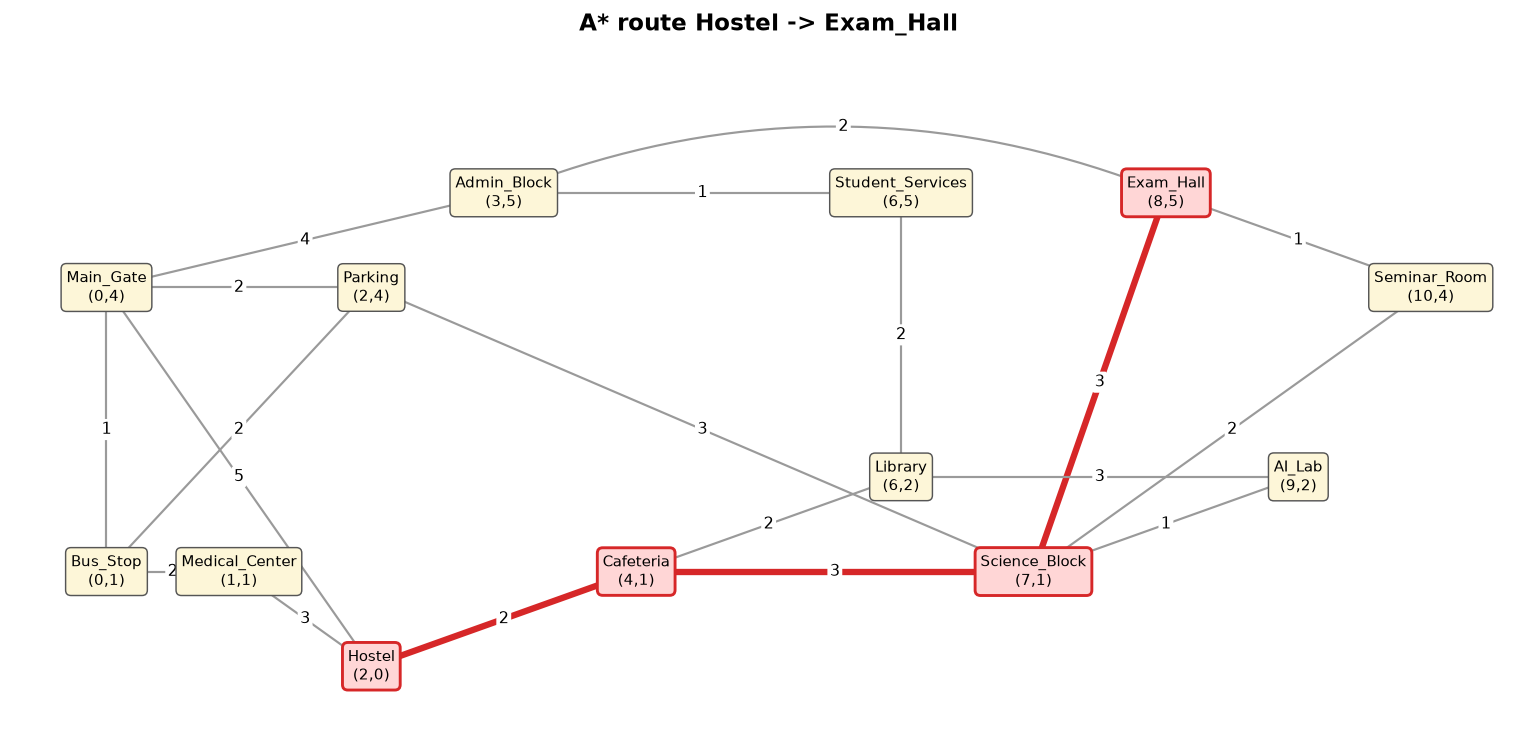 A* route Hostel -> Exam_Hall
2
Admin_Block
(3,5)
1
Student_Services
(6,5)
Exam_Hall
(8,5)
4
1
Main_Gate
(0,4)
2
Parking
(2,4)
Seminar_Room
(10,4)
2
3
1
2
3
2
5
Library
(6,2)
3
AI_Lab
(9,2)
2
1
Bus_Stop
(0,1)
2
Medical_Center
(1,1)
Cafeteria
(4,1)
3
Science_Block
(7,1)
3
2
Hostel
(2,0)